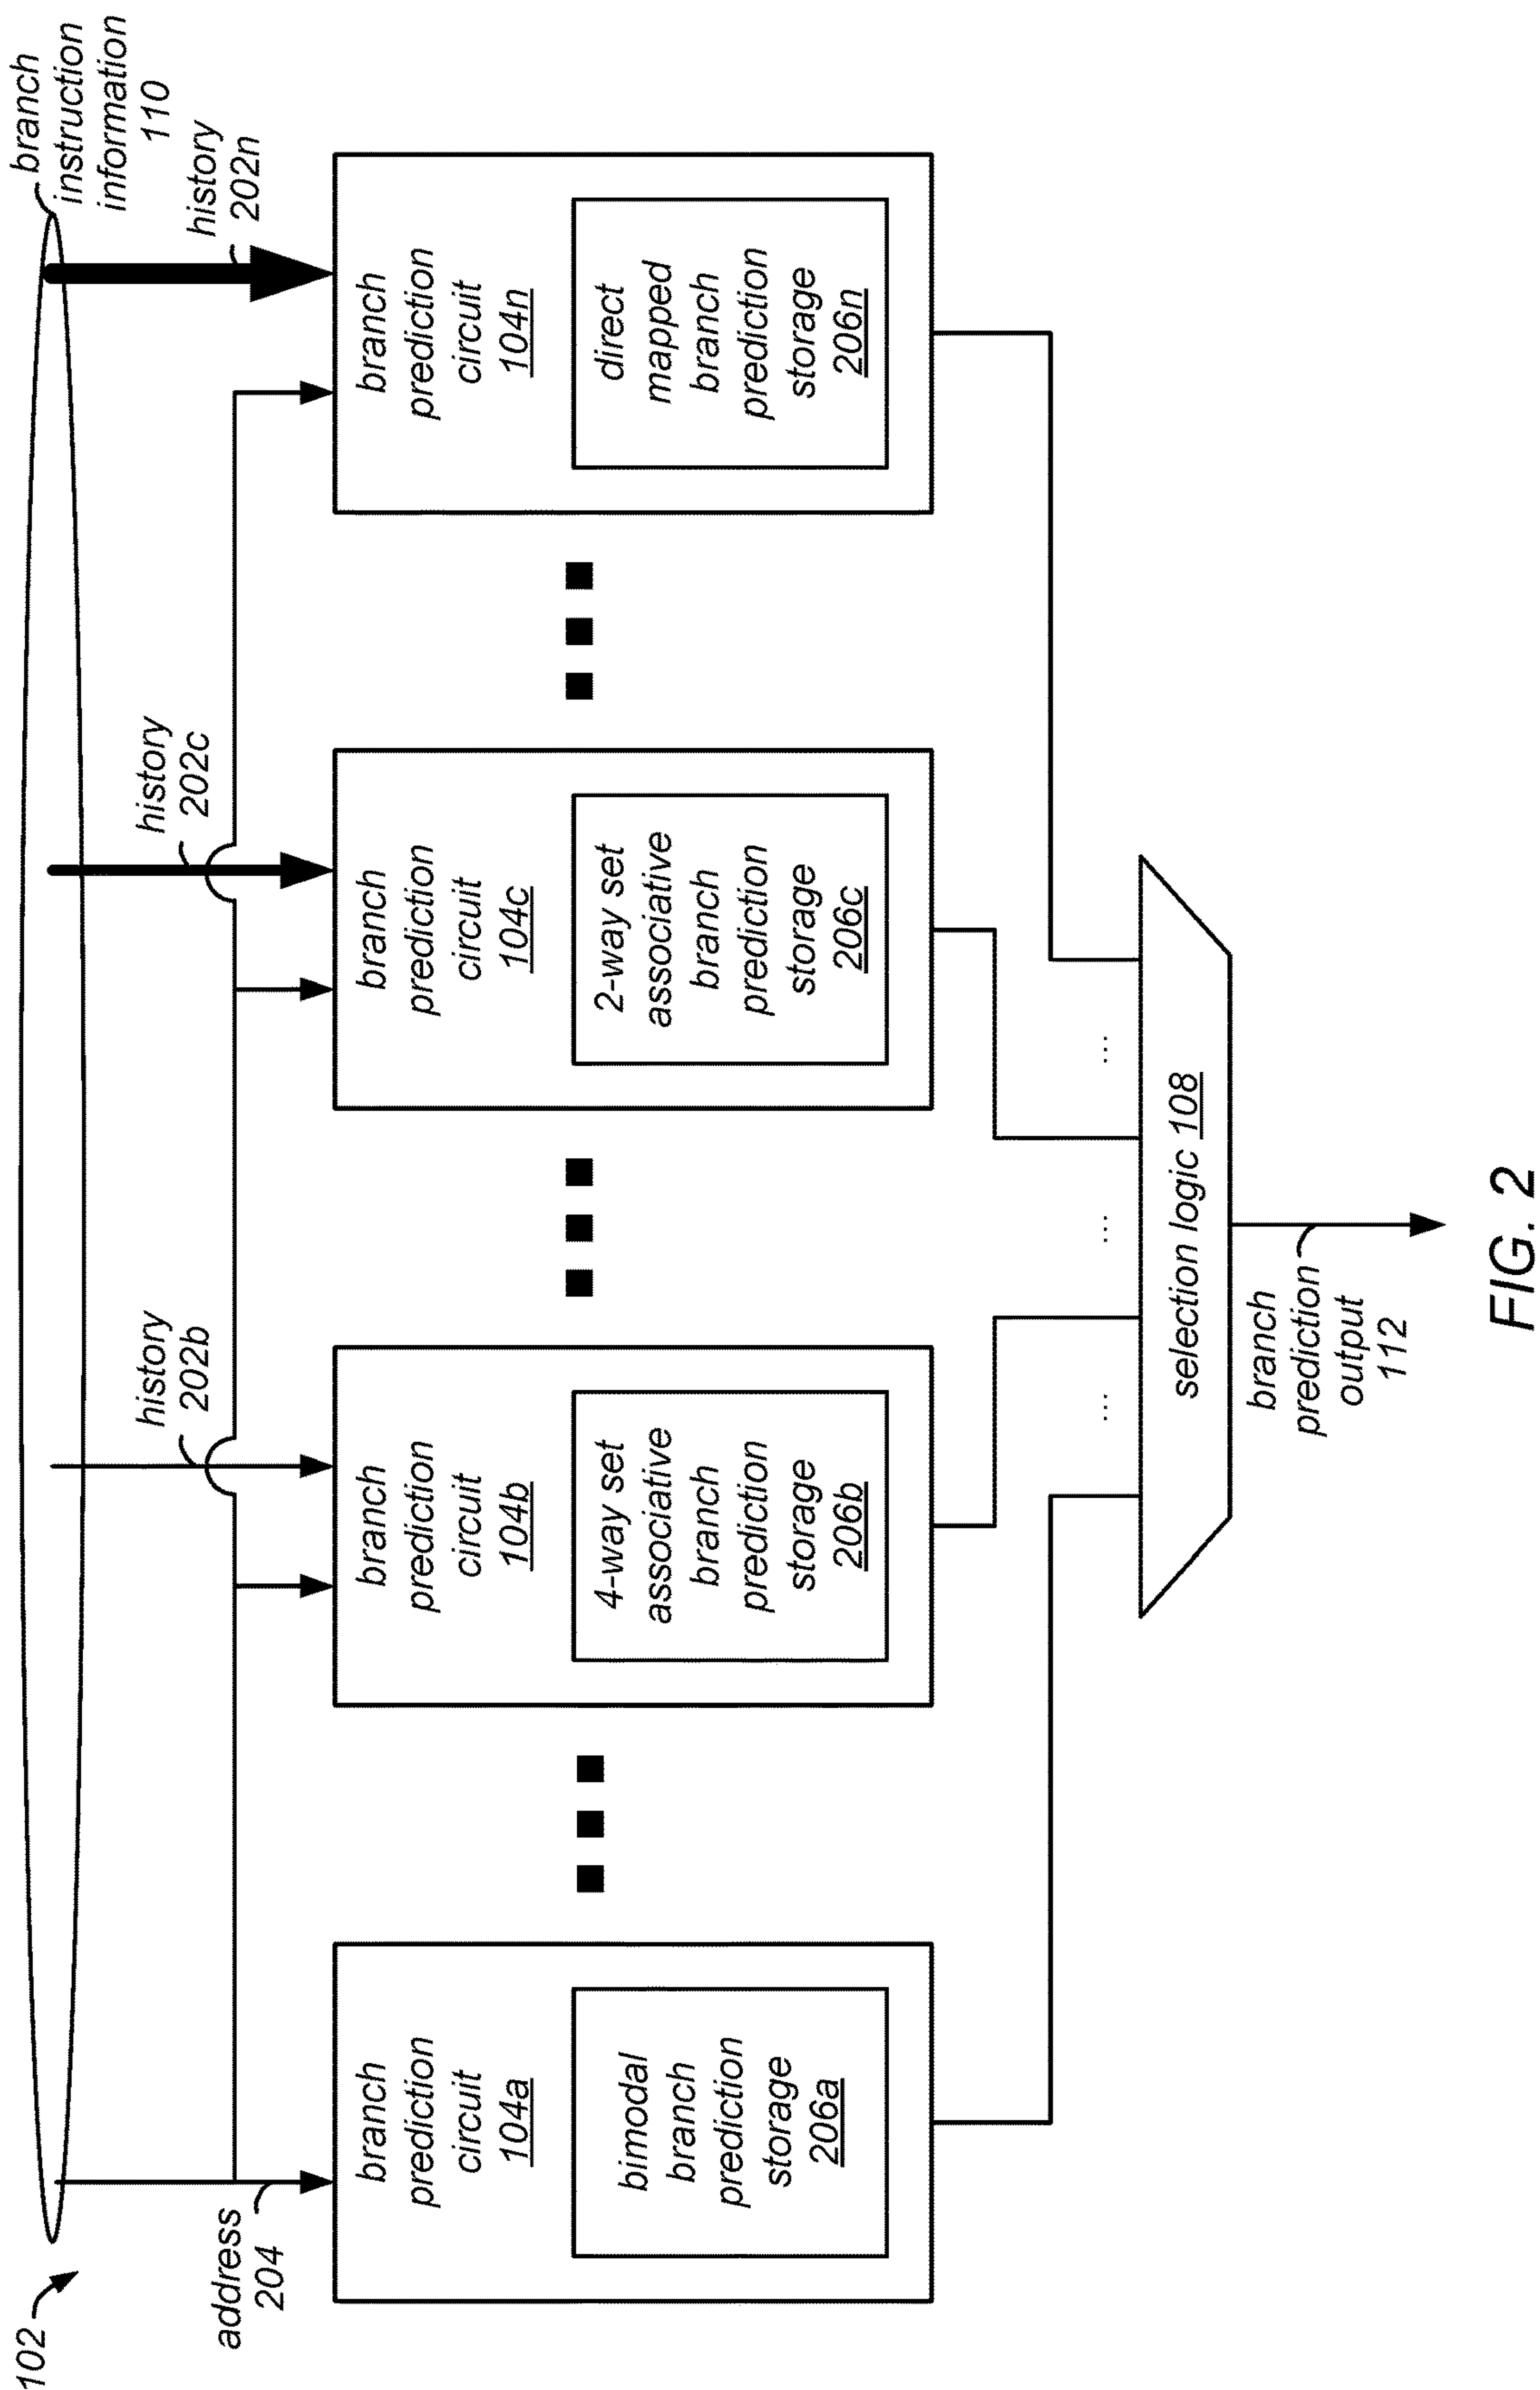 102
branch
instruction
information
110
address
204
history
202b
history
202c
history
202n
branch
prediction
circuit
104a
bimodal
branch
prediction
storage
206a
branch
prediction
circuit
104b
4-way set
associative
branch
prediction
storage
206b
branch
prediction
circuit
104c
2-way set
associative
branch
prediction
storage
206c
branch
prediction
circuit
104n
direct
mapped
branch
prediction
storage
206n
...
...
...
selection logic 108
branch
prediction
output
112
FIG. 2